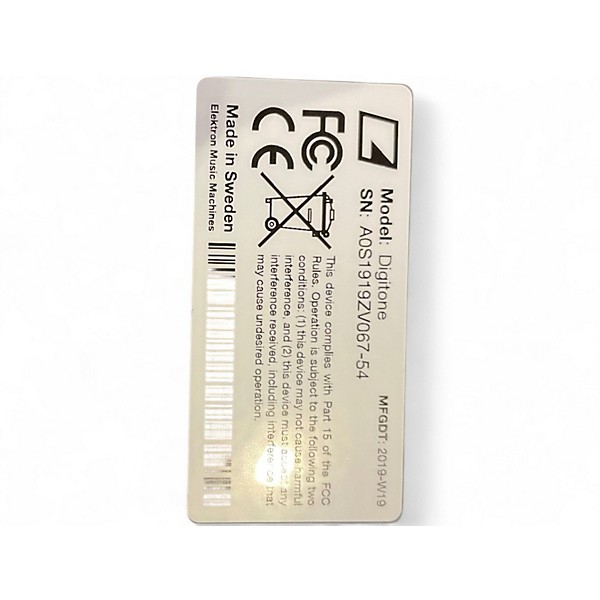 Model: Digitone
SN: A0S1919ZV067-54
MFGDT: 2019-W19
FC
CE
This device complies with Part 15 of the FCC
Rules. Operation is subject to the following two
conditions: (1) this device may not cause harmful
interference, and (2) this device must accept any
interference received, including interference that
may cause undesired operation.
Made in Sweden
Elektron Music Machines